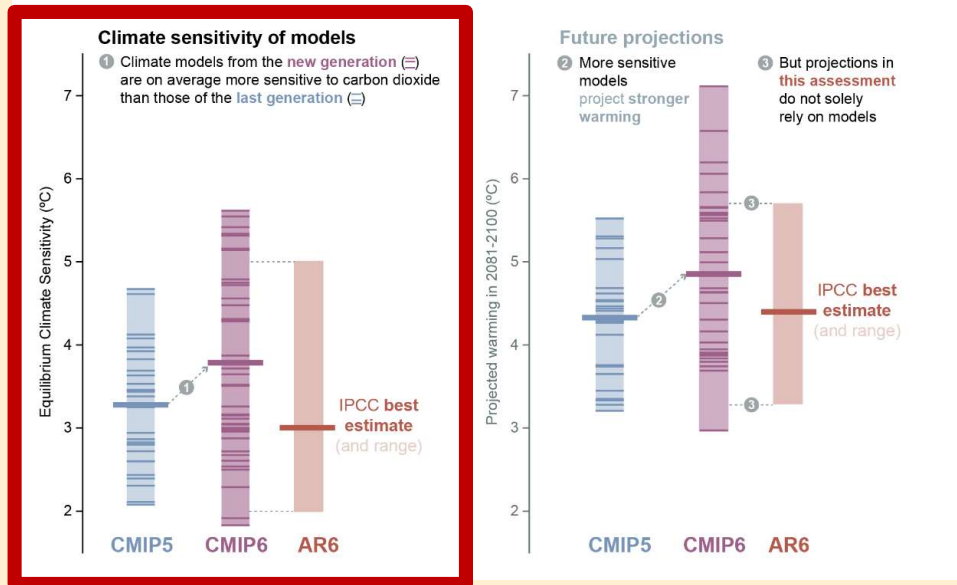 Climate sensitivity of models
1 Climate models from the new generation (
) are on average more sensitive to carbon dioxide
than those of the last generation (
)
7
6
5
4
3
2
Equilibrium Climate Sensitivity (ºC)
1
IPCC best
estimate
(and range)
CMIP5 CMIP6 AR6
Future projections
2 More sensitive
models
project stronger
warming
3 But projections in
this assessment
do not solely
rely on models
7
6
5
4
3
2
Projected warming in 2081-2100 (ºC)
2
3
3
IPCC best
estimate
(and range)
CMIP5 CMIP6 AR6